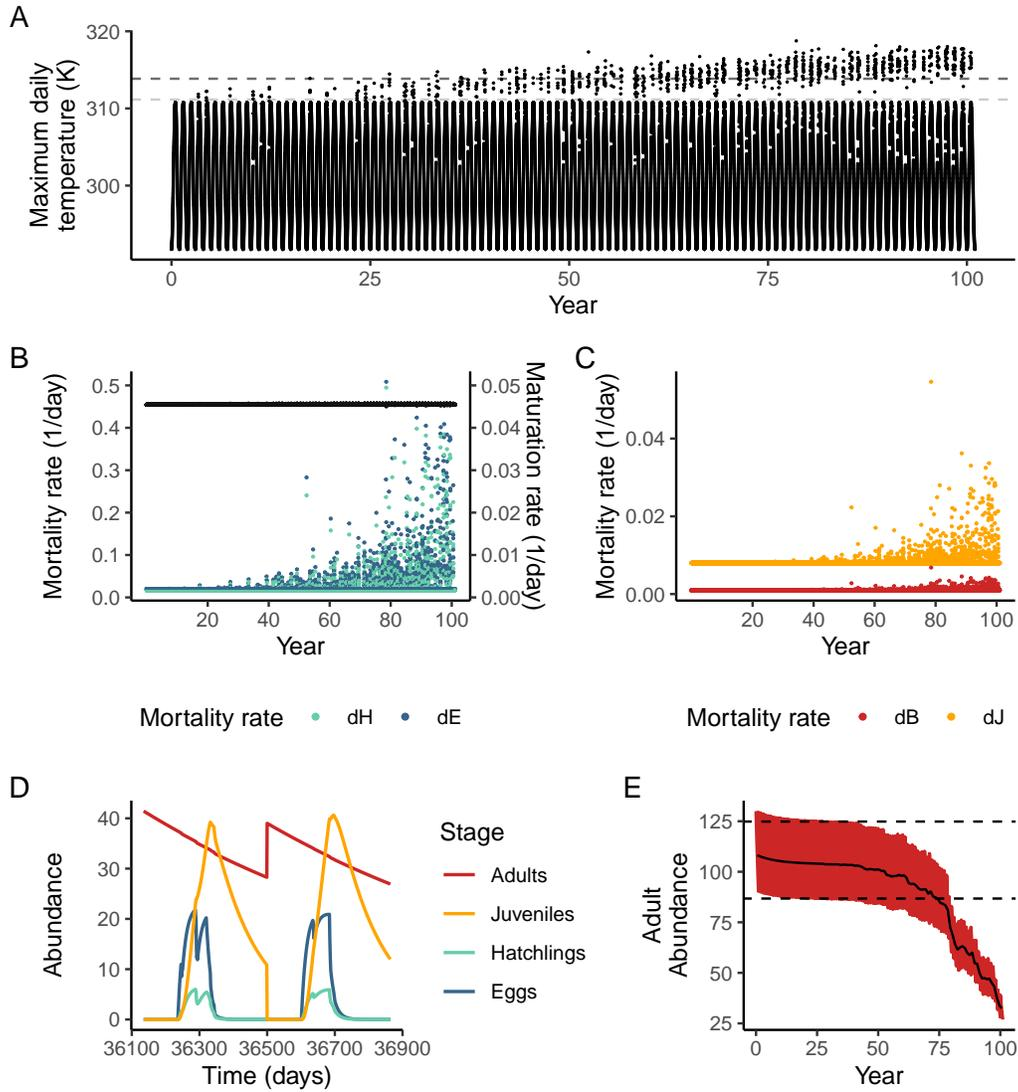 A
Maximum daily
temperature (K)
320
310
300
0 25 50 75 100
Year
B
Mortality rate (1/day)
0.5
0.4
0.3
0.2
0.1
0.0
Maturation rate (1/day)
0.05
0.04
0.03
0.02
0.01
0.00
20 40 60 80 100
Year
Mortality rate dH dE
C
Mortality rate (1/day)
0.04
0.02
0.00
20 40 60 80 100
Year
Mortality rate dB dJ
D
Abundance
40
30
20
10
0
36100 36300 36500 36700 36900
Time (days)
Stage
Adults
Juveniles
Hatchlings
Eggs
E
Adult
Abundance
125
100
75
50
25
0 25 50 75 100
Year